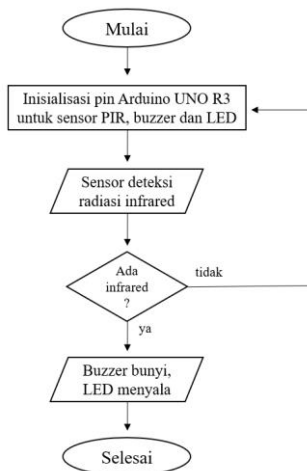 Mulai
Inisialisasi pin Arduino UNO R3
untuk sensor PIR, buzzer dan LED
Sensor deteksi
radiasi infrared
Ada
infrared
?
tidak
ya
Buzzer bunyi,
LED menyala
Selesai